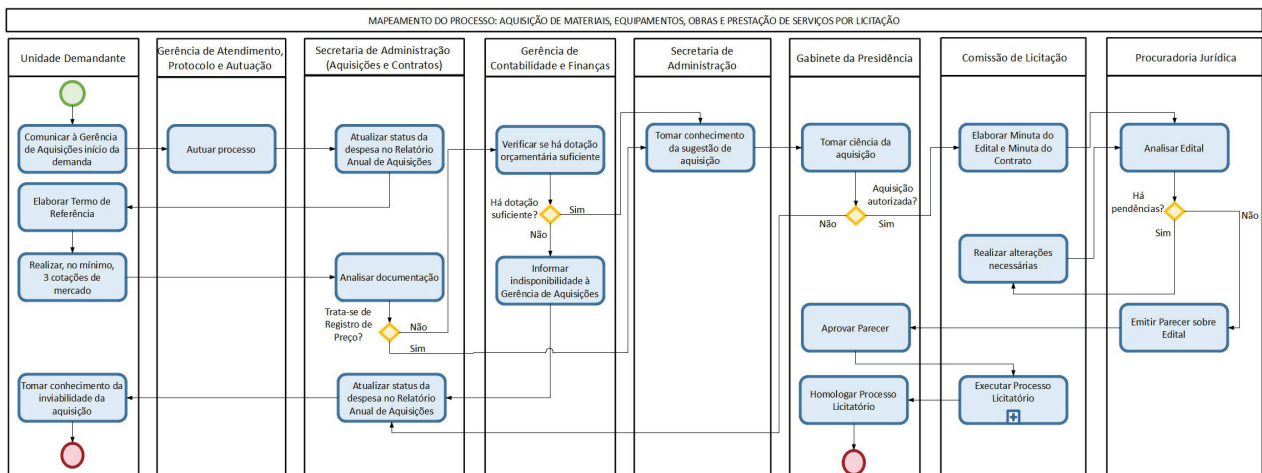 MAPEAMENTO DO PROCESSO: AQUISIÇÃO DE MATERIAIS, EQUIPAMENTOS, OBRAS E PRESTAÇÃO DE SERVIÇOS POR LICITAÇÃO
Unidade Demandante
Gerência de Atendimento,
Protocolo e Autuação
Secretaria de Administração
(Aquisições e Contratos)
Gerência de
Contabilidade e Finanças
Secretaria de
Administração
Gabinete da Presidência
Comissão de Licitação
Procuradoria Jurídica
Comunicar à Gerência
de Aquisições início da
demanda
Autuar processo
Atualizar status da
despesa no Relatório
Anual de Aquisições
Verificar se há dotação
orçamentária suficiente
Tomar conhecimento
da sugestão de
aquisição
Tomar ciência da
aquisição
Elaborar Minuta do
Edital e Minuta do
Contrato
Analisar Edital
Elaborar Termo de
Referência
Há dotação
suficiente?
Sim
Não
Aquisição
autorizada?
Não
Sim
Há
pendências?
Não
Sim
Realizar, no mínimo,
3 cotações de
mercado
Analisar documentação
Informar
indisponibilidade à
Gerência de Aquisições
Realizar alterações
necessárias
Trata-se de
Registro de
Preço?
Não
Sim
Aprovar Parecer
Emitir Parecer sobre
Edital
Tomar conhecimento da
inviabilidade da
aquisição
Atualizar status da
despesa no Relatório
Anual de Aquisições
Homologar Processo
Licitatório
Executar Processo
Licitatório